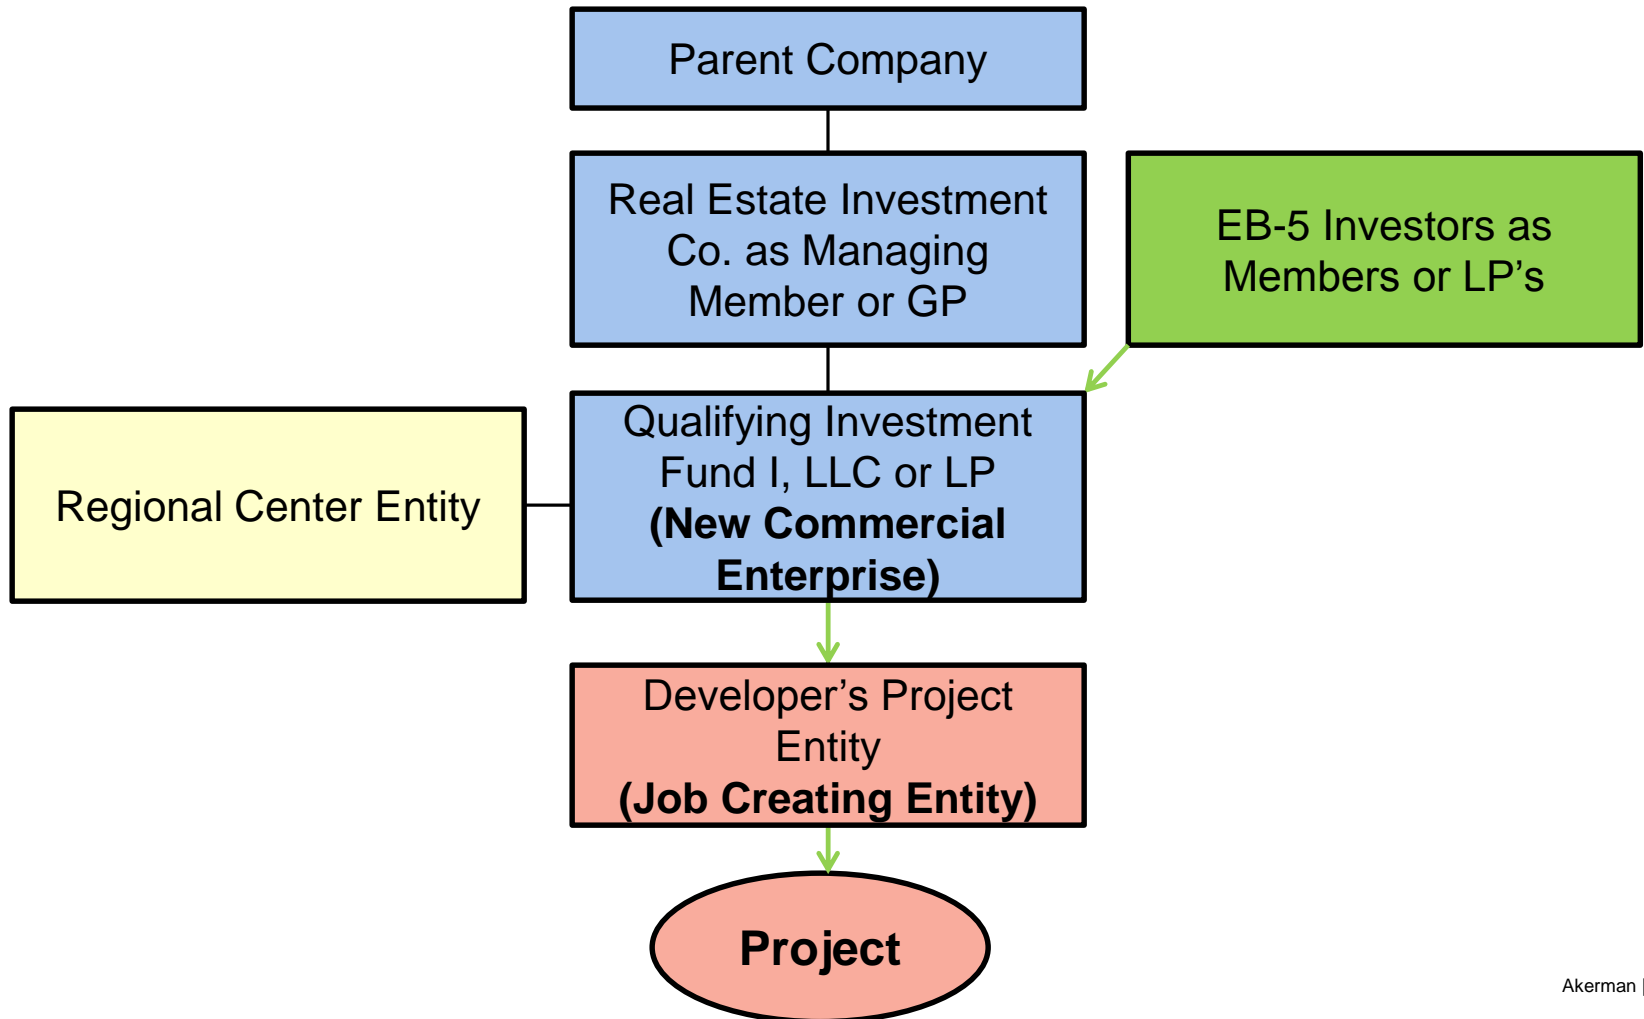 Parent Company
Real Estate Investment
Co. as Managing
Member or GP
EB-5 Investors as
Members or LP’s
Qualifying Investment
Fund I, LLC or LP
(New Commercial
Enterprise)
Regional Center Entity
Developer’s Project
Entity
(Job Creating Entity)
Project
Akerman |